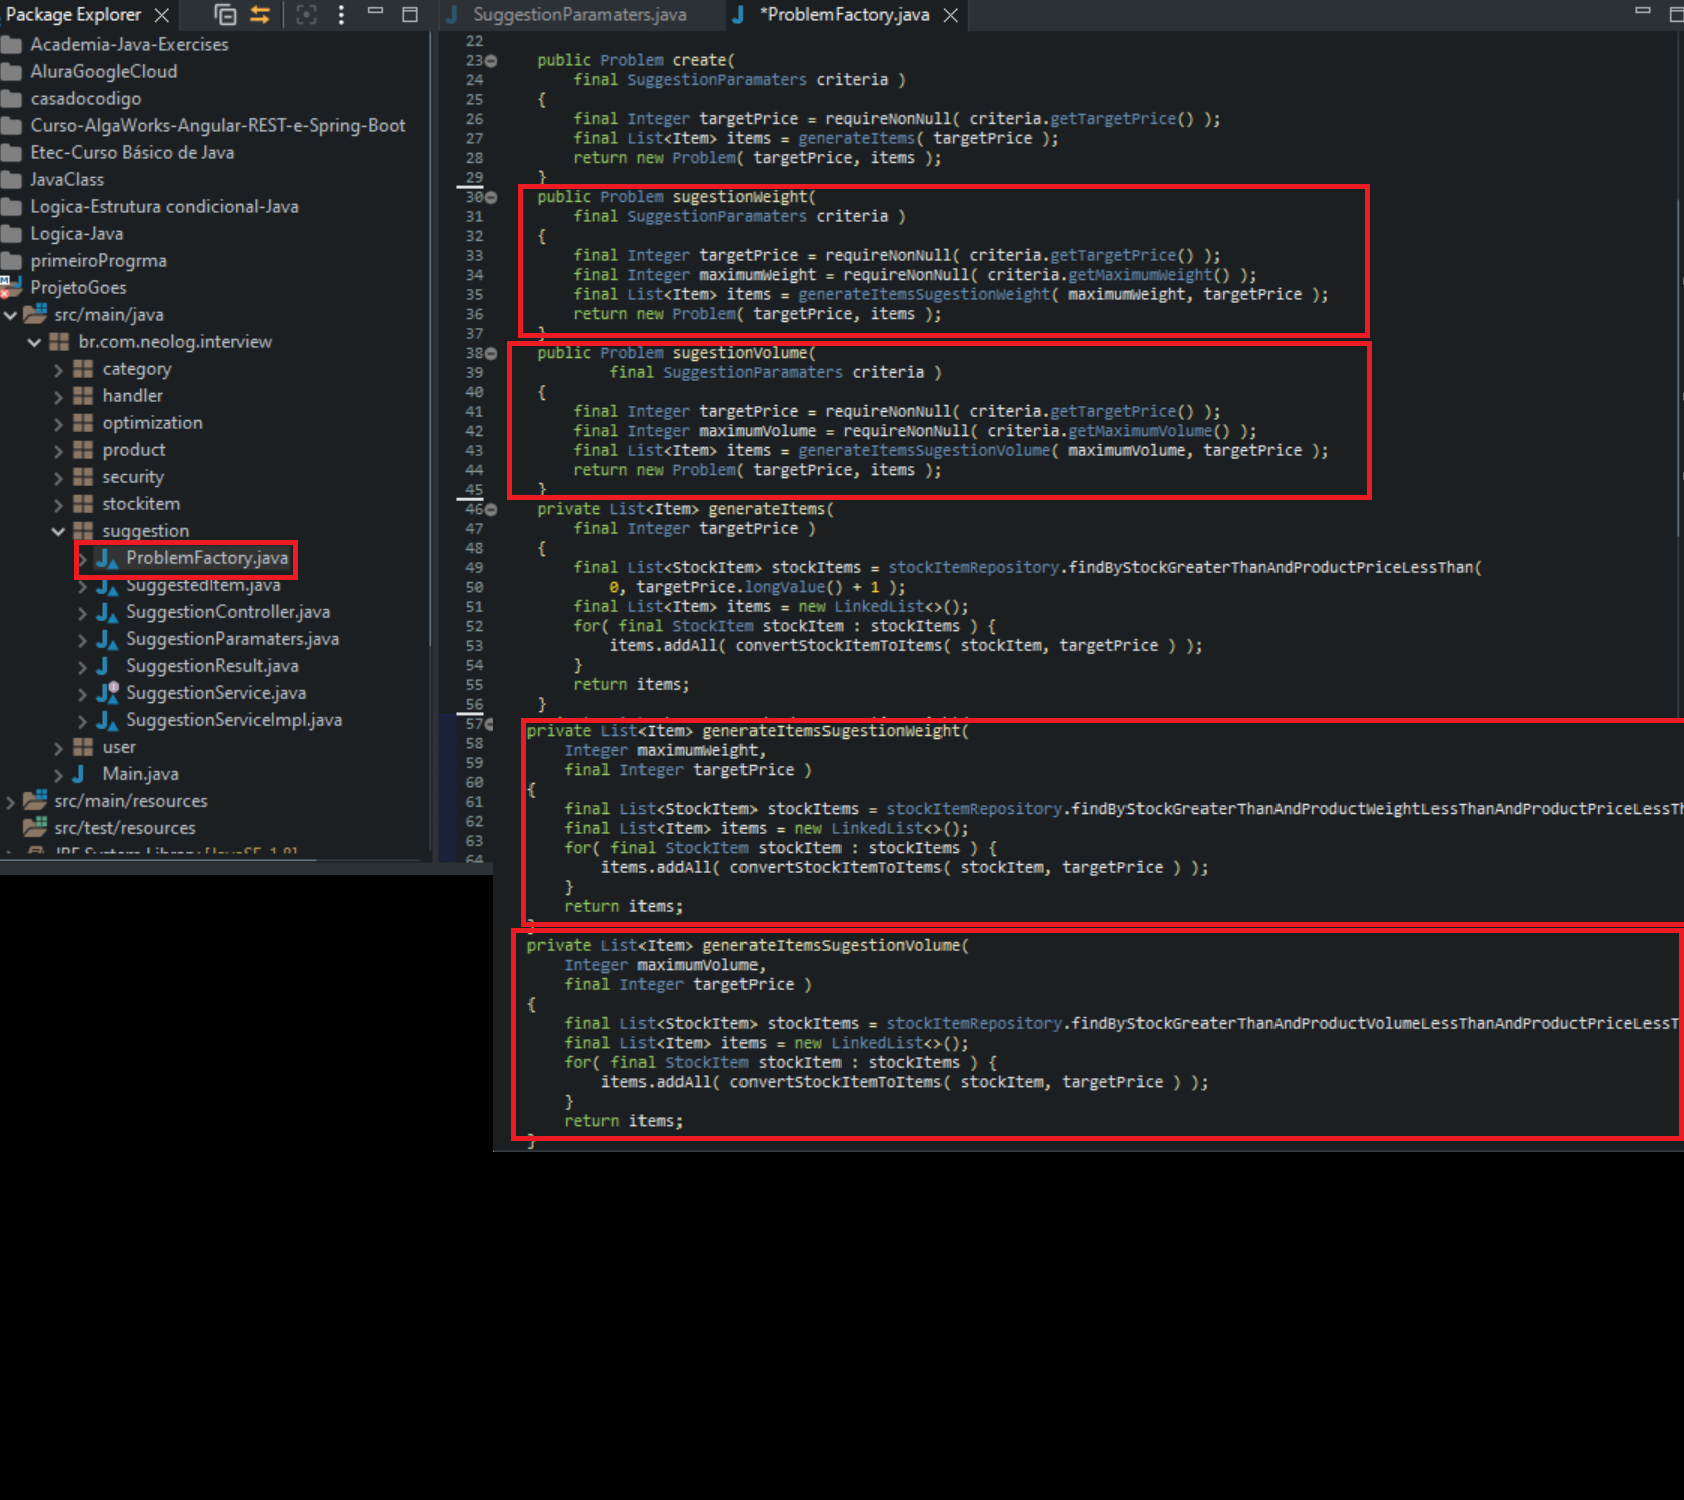 Package Explorer
Academia-Java-Exercises
AluraGoogleCloud
casadocodigo
Curso-AlgaWorks-Angular-REST-e-Spring-Boot
Etec-Curso Básico de Java
JavaClass
Logica-Estrutura condicional-Java
Logica-Java
primeiroProgrma
ProjetoGoes
src/main/java
br.com.neolog.interview
category
handler
optimization
product
security
stockitem
suggestion
ProblemFactory.java
SuggestedItem.java
SuggestionController.java
SuggestionParamaters.java
SuggestionResult.java
SuggestionService.java
SuggestionServiceImpl.java
user
Main.java
src/main/resources
src/test/resources
JRE System Library [JavaSE-1.8]
SuggestionParamaters.java *ProblemFactory.java
22
23 public Problem create(
24 final SuggestionParamaters criteria )
25 {
26 final Integer targetPrice = requireNonNull( criteria.getTargetPrice() );
27 final List<Item> items = generateItems( targetPrice );
28 return new Problem( targetPrice, items );
29 }
30 public Problem sugestionWeight(
31 final SuggestionParamaters criteria )
32 {
33 final Integer targetPrice = requireNonNull( criteria.getTargetPrice() );
34 final Integer maximumWeight = requireNonNull( criteria.getMaximumWeight() );
35 final List<Item> items = generateItemsSugestionWeight( maximumWeight, targetPrice );
36 return new Problem( targetPrice, items );
37 }
38 public Problem sugestionVolume(
39 final SuggestionParamaters criteria )
40 {
41 final Integer targetPrice = requireNonNull( criteria.getTargetPrice() );
42 final Integer maximumVolume = requireNonNull( criteria.getMaximumVolume() );
43 final List<Item> items = generateItemsSugestionVolume( maximumVolume, targetPrice );
44 return new Problem( targetPrice, items );
45 }
46 private List<Item> generateItems(
47 final Integer targetPrice )
48 {
49 final List<StockItem> stockItems = stockItemRepository.findByStockGreaterThanAndProductPriceLessThan(
50 0, targetPrice.longValue() + 1 );
51 final List<Item> items = new LinkedList<>();
52 for( final StockItem stockItem : stockItems ) {
53 items.addAll( convertStockItemToItems( stockItem, targetPrice ) );
54 }
55 return items;
56 }
57
58
59
60
61
62
63
64
private List<Item> generateItemsSugestionWeight(
Integer maximumWeight,
final Integer targetPrice )
{
final List<StockItem> stockItems = stockItemRepository.findByStockGreaterThanAndProductWeightLessThanAndProductPriceLessTh
final List<Item> items = new LinkedList<>();
for( final StockItem stockItem : stockItems ) {
items.addAll( convertStockItemToItems( stockItem, targetPrice ) );
}
return items;
}
private List<Item> generateItemsSugestionVolume(
Integer maximumVolume,
final Integer targetPrice )
{
final List<StockItem> stockItems = stockItemRepository.findByStockGreaterThanAndProductVolumeLessThanAndProductPriceLessT
final List<Item> items = new LinkedList<>();
for( final StockItem stockItem : stockItems ) {
items.addAll( convertStockItemToItems( stockItem, targetPrice ) );
}
return items;
}